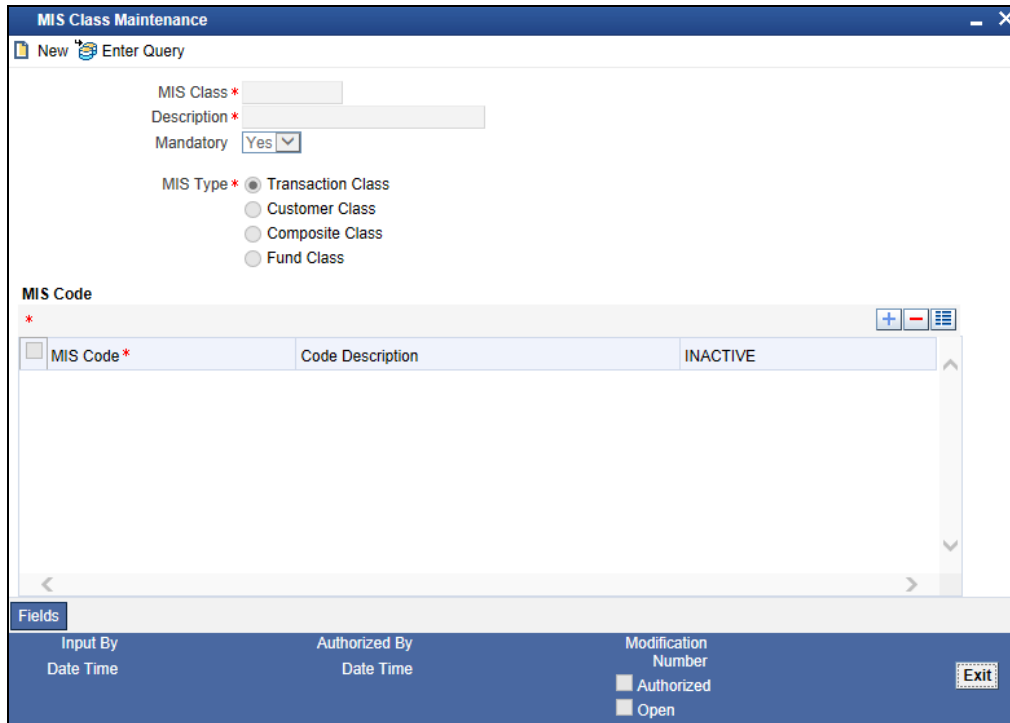 MIS Class Maintenance
New Enter Query
MIS Class *
Description *
Mandatory Yes
MIS Type * Transaction Class
Customer Class
Composite Class
Fund Class
MIS Code
*
MIS Code * Code Description INACTIVE
Fields
Input By Authorized By Modification
Number
Date Time Date Time
Authorized
Exit
Open